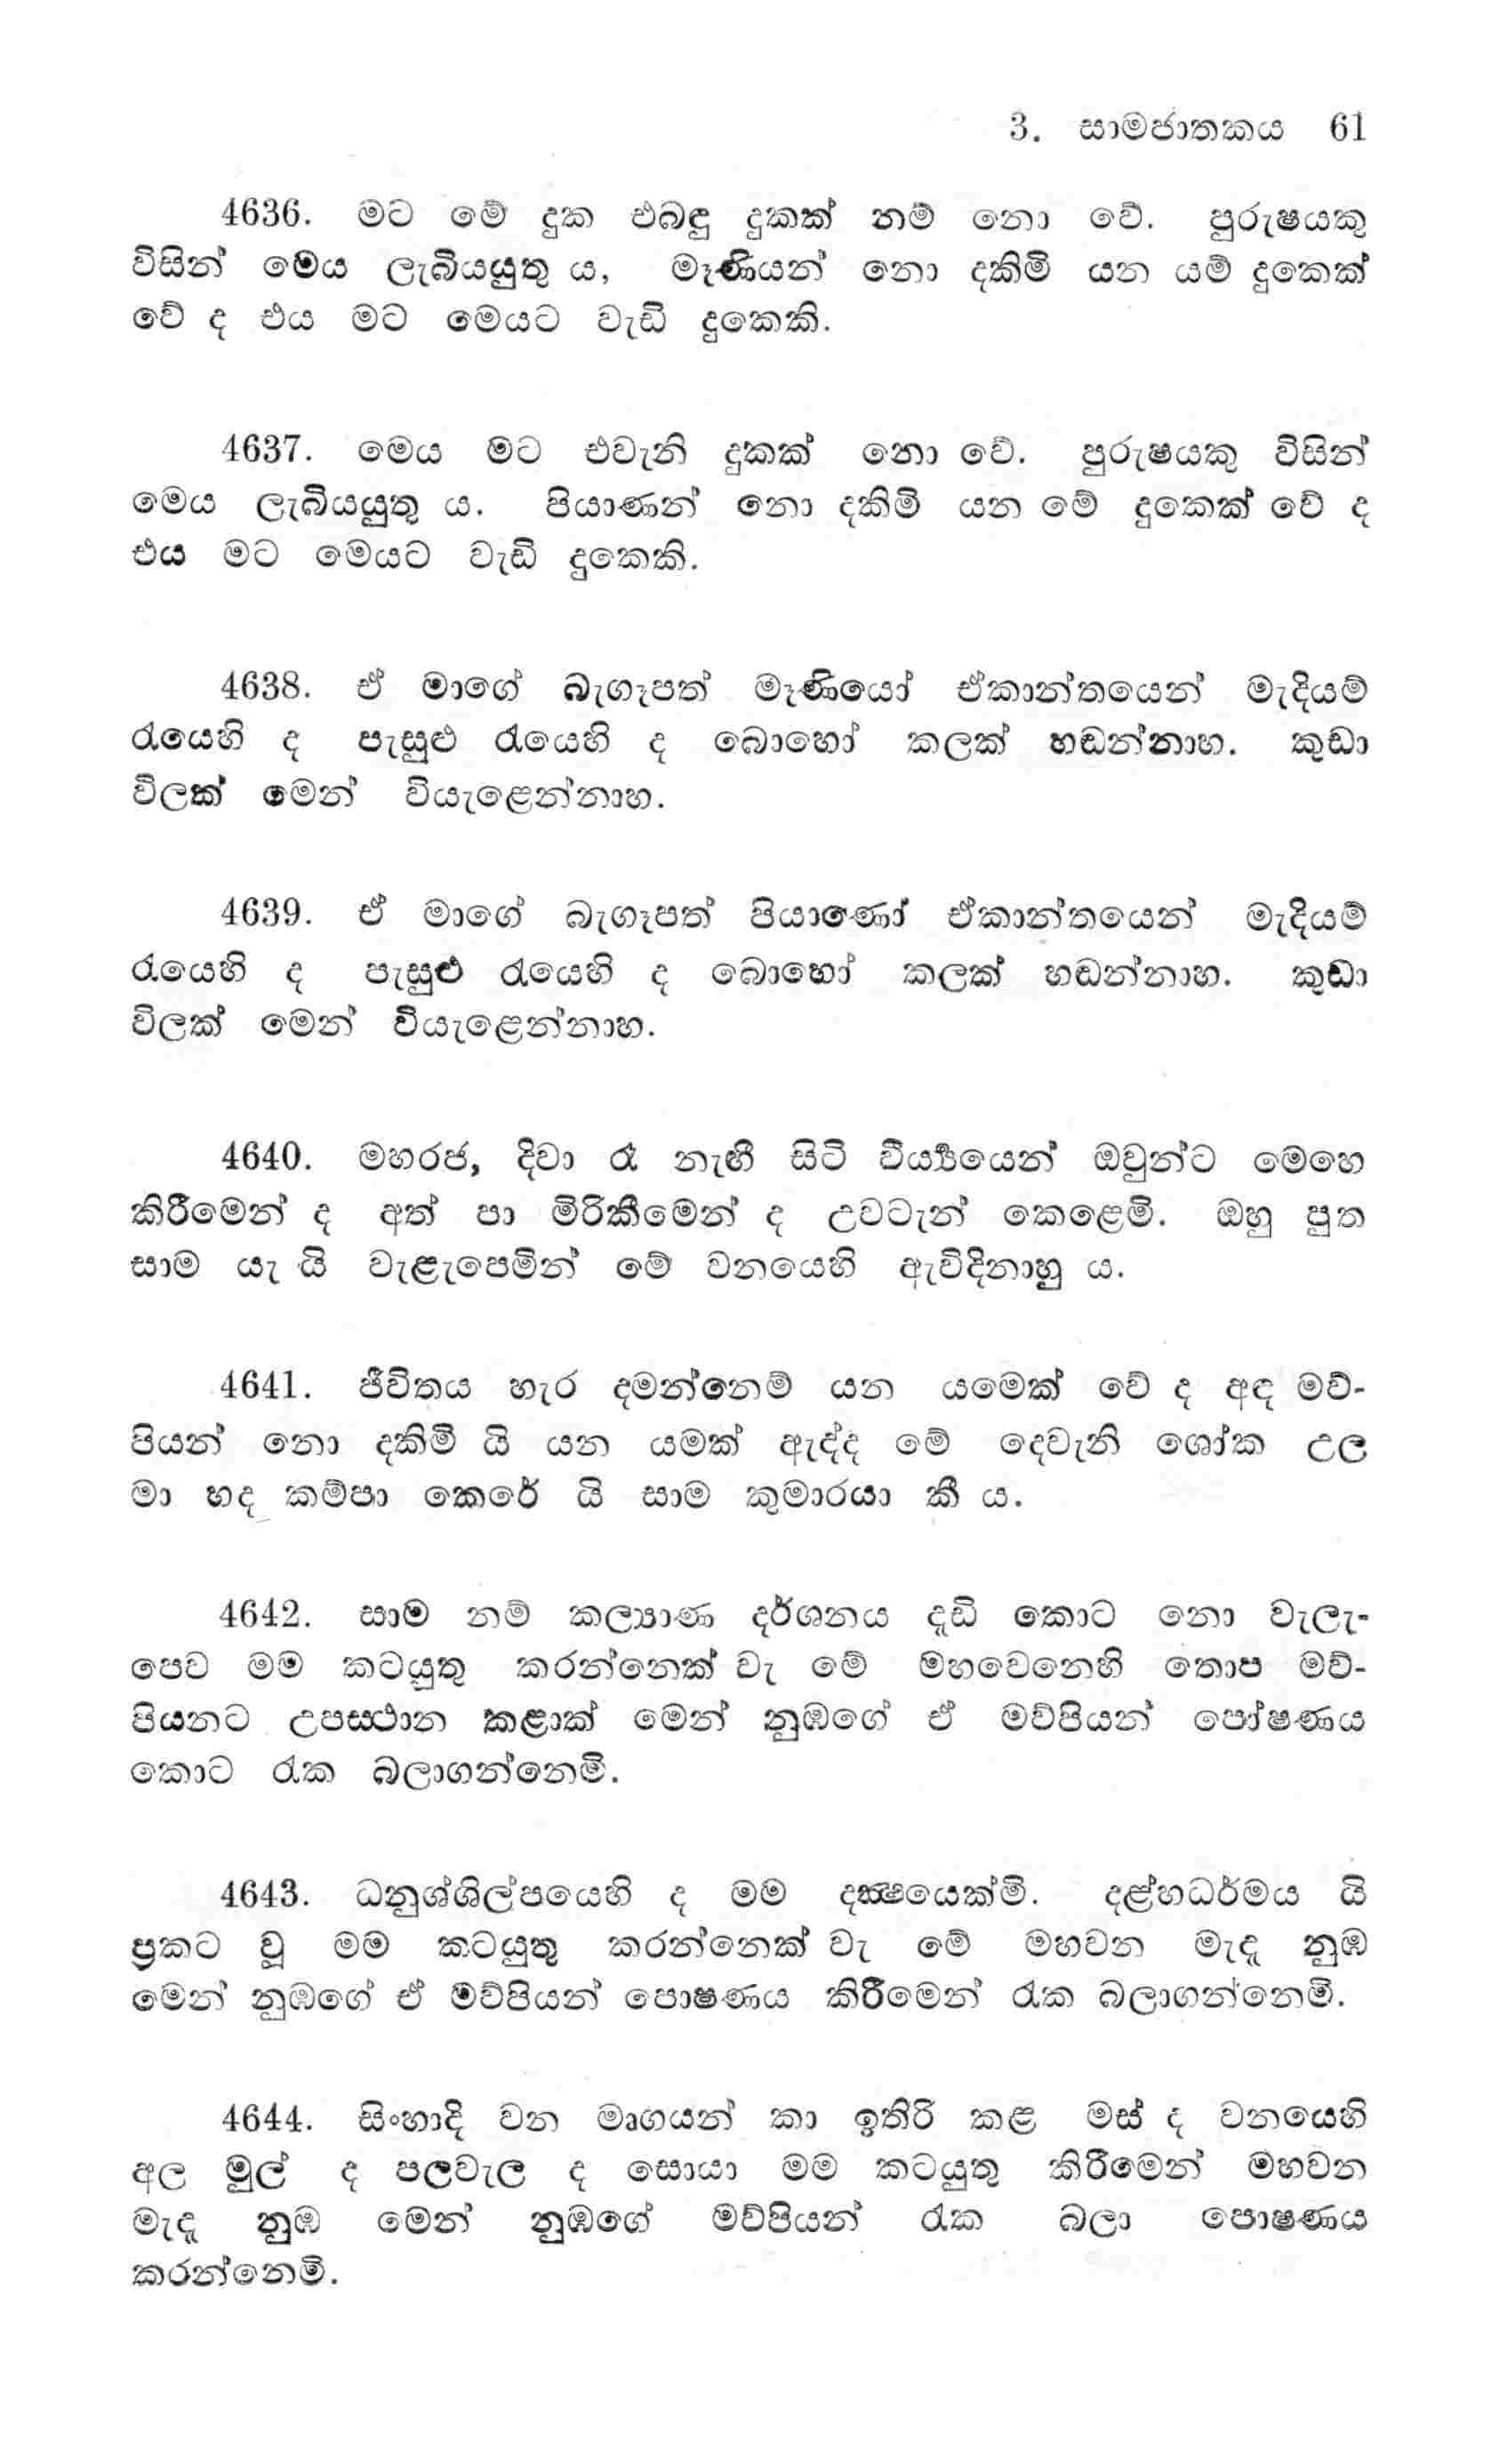 3. සාමජාතකය 61
4636. මට මේ දුක එබඳු දුකක් නම් නො වේ. පුරුෂයකු
විසින් මෙය ලැබියයුතු ය, මෑණියන් නො දකිමි යන යම් දුකෙක්
වේ ද එය මට මෙයට වැඩි දුකෙකි.
4637. මෙය මට එවැනි දුකක් නො වේ. පුරුෂයකු විසින්
මෙය ලැබියයුතු ය. පියාණන් නො දකිමි යන මේ දුකෙක් වේ ද
එය මට මෙයට වැඩි දුකෙකි.
4638. ඒ මාගේ බැගෑපත් මෑණියෝ ඒකාන්තයෙන් මැදියම්
රැයෙහි ද පැසුළු රැයෙහි ද බොහෝ කලක් හඬන්නාහ. කුඩා
විලක් මෙන් වියැළෙන්නාහ.
4639. ඒ මාගේ බැගෑපත් පියාණෝ ඒකාන්තයෙන් මැදියම්
රැයෙහි ද පැසුළු රැයෙහි ද බොහෝ කලක් හඬන්නාහ. කුඩා
විලක් මෙන් වියැළෙන්නාහ.
4640. මහරජ, දිවා රෑ නැඟී සිටි වීර්‍ය්‍යයෙන් ඔවුන්ට මෙහෙ
කිරීමෙන් ද අත් පා මිරිකීමෙන් ද උවටැන් කෙළෙමි. ඔහු පුත
සාම යැ යි වැළැපෙමින් මේ වනයෙහි ඇවිදිනාහු ය.
4641. ජීවිතය හැර දමන්නෙම් යන යමෙක් වේ ද අඳ මව්-
පියන් නො දකිමි යි යන යමක් ඇද්ද මේ දෙවැනි ශෝක උල
මා හද කම්පා කෙරේ යි සාම කුමාරයා කී ය.
4642. සාම නම් කල්‍යාණ දර්ශනය දැඩි කොට නො වැලැ-
පෙව මම කටයුතු කරන්නෙක් වැ මේ මහවෙනෙහි තොප මව්-
පියනට උපස්ථාන කළාක් මෙන් නුඹගේ ඒ මව්පියන් පෝෂණය
කොට රැක බලාගන්නෙමි.
4643. ධනුශ්ශිල්පයෙහි ද මම දක්‍ෂයෙක්මි. දළ්හධර්මය යි
ප්‍රකට වූ මම කටයුතු කරන්නෙක් වැ මේ මහවන මැදැ නුඹ
මෙන් නුඹගේ ඒ මව්පියන් පොෂණය කිරීමෙන් රැක බලාගන්නෙමි.
4644. සිංහාදි වන මෘගයන් කා ඉතිරි කළ මස් ද වනයෙහි
අල මුල් ද පලවැල ද සොයා මම කටයුතු කිරීමෙන් මහවන
මැදැ නුඹ මෙන් නුඹගේ මව්පියන් රැක බලා පොෂණය
කරන්නෙමි.